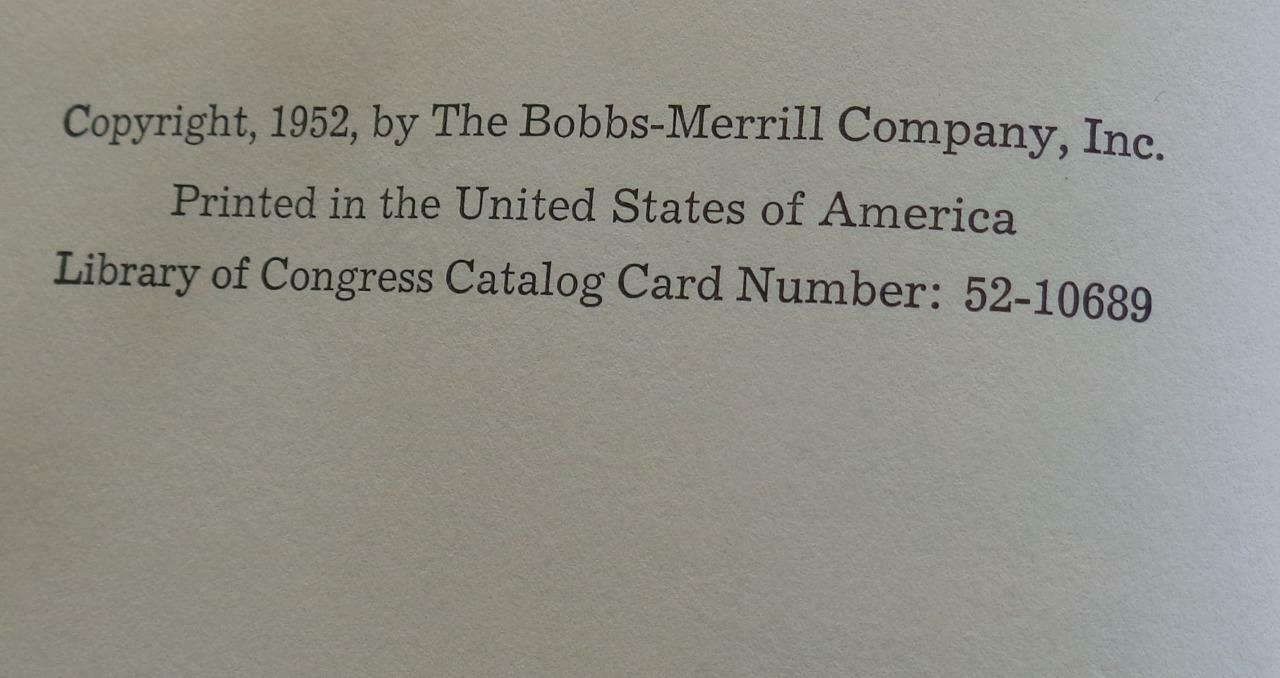 Copyright, 1952, by The Bobbs-Merrill Company, Inc.
Printed in the United States of America
Library of Congress Catalog Card Number: 52-10689